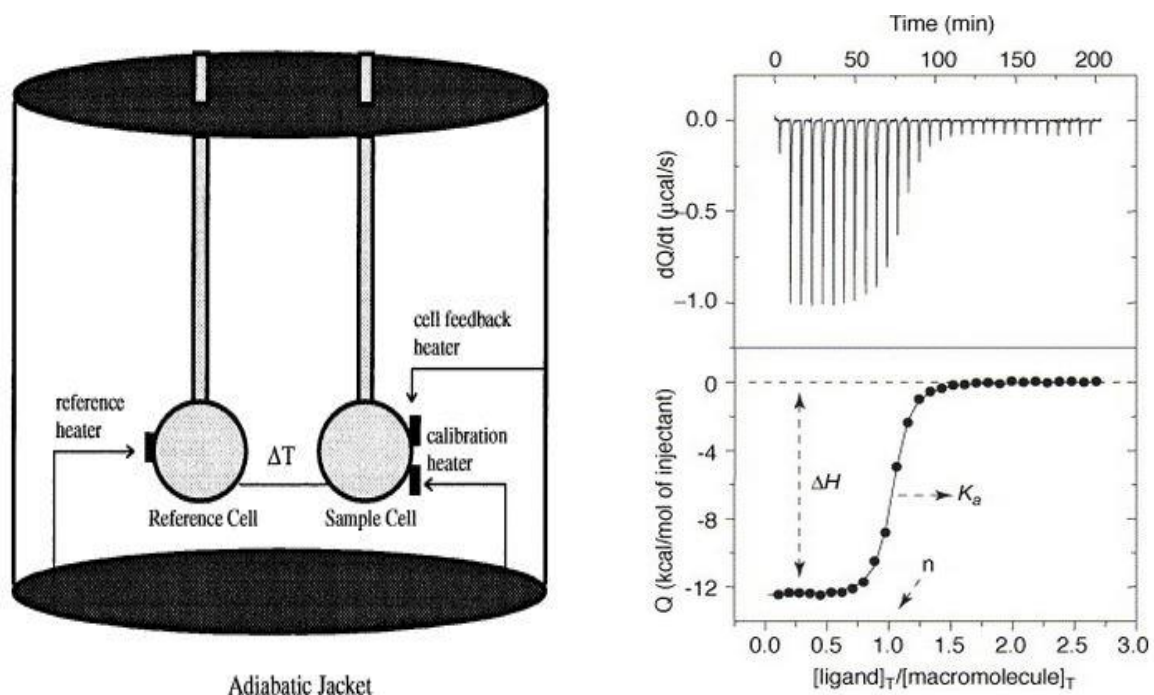 cell feedback
heater
reference
heater
calibration
heater
ΔT
Reference Cell
Sample Cell
Adiabatic Jacket
Time (min)
0 50 100 150 200
dQ/dt (µcal/s)
0.0
-0.5
-1.0
Q (kcal/mol of injectant)
0
-4
-8
-12
ΔH
Ka
n
0.0 0.5 1.0 1.5 2.0 2.5 3.0
[ligand]T/[macromolecule]T